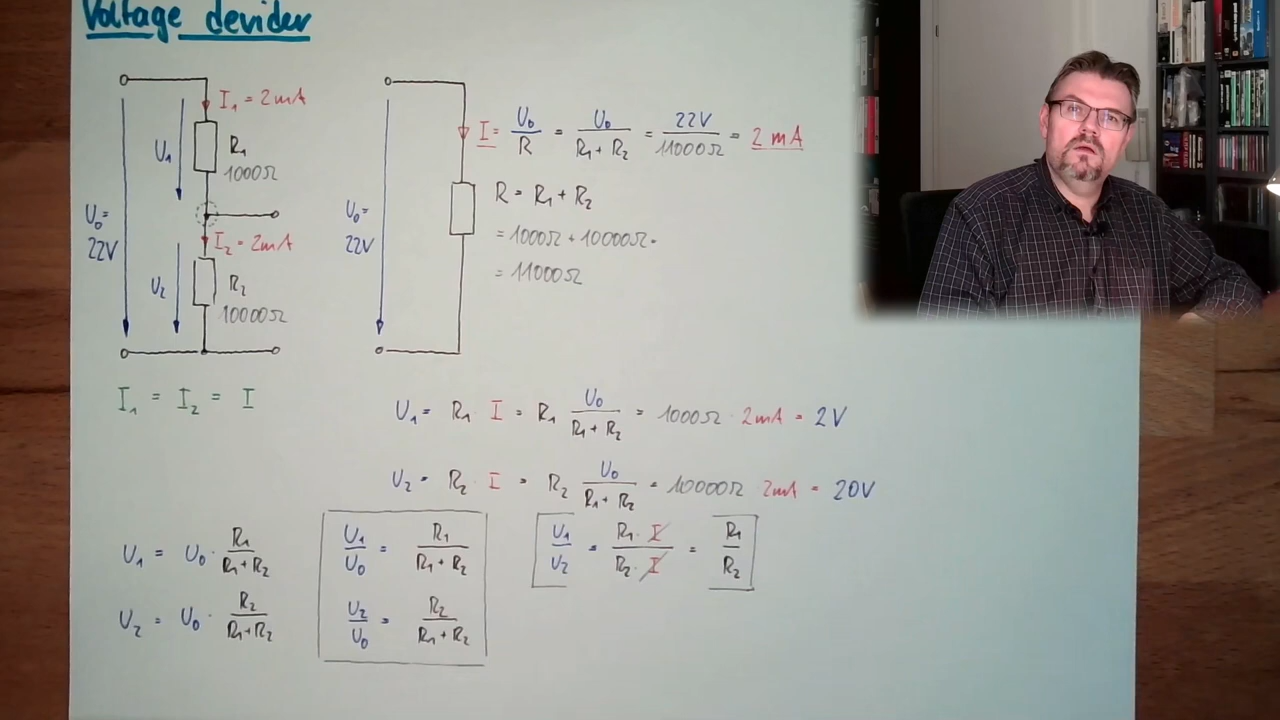 Voltage devider
I₁ = 2mA
U₁
R₁
1000Ω
U₀ =
22V
I₂ = 2mA
U₂
R₂
10000Ω
U₀ =
22V
I = U₀/R = U₀/(R₁ + R₂) = 22V/11000Ω = 2 mA
R = R₁ + R₂
= 1000Ω + 10000Ω
= 11000Ω
I₁ = I₂ = I
U₁ = R₁ I = R₁ U₀/(R₁ + R₂) = 1000Ω · 2mA = 2V
U₂ = R₂ I = R₂ U₀/(R₁ + R₂) = 10000Ω 2mA = 20V
U₁ = U₀ · R₁/(R₁ + R₂)
U₂ = U₀ · R₂/(R₁ + R₂)
U₁/U₀ = R₁/(R₁ + R₂)
U₂/U₀ = R₂/(R₁ + R₂)
U₁/U₂ = (R₁ · I)/(R₂ · I) = R₁/R₂